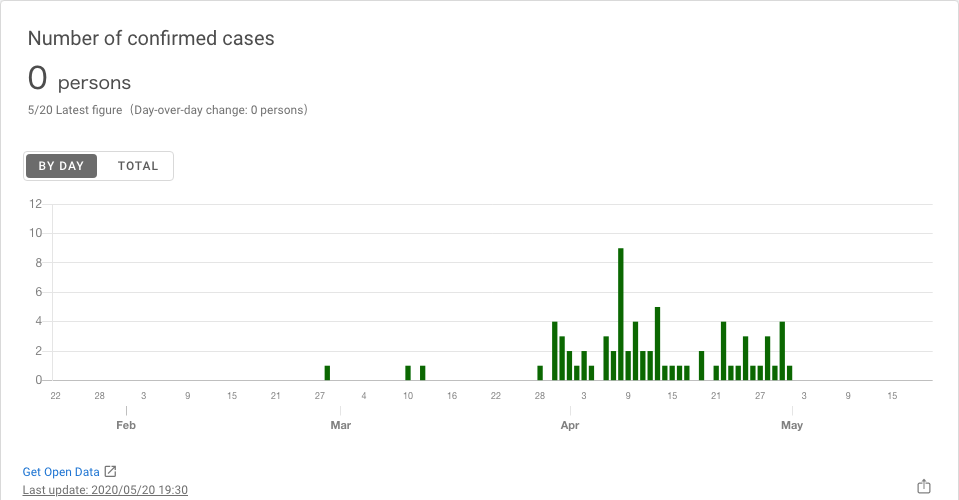 Number of confirmed cases
0 persons
5/20 Latest figure（Day-over-day change: 0 persons）
BY DAY TOTAL
12
10
8
6
4
2
0
22 28 3 9 15 21 27 4 10 16 22 28 3 9 15 21 27 3 9 15
Feb Mar Apr May
Get Open Data
Last update: 2020/05/20 19:30